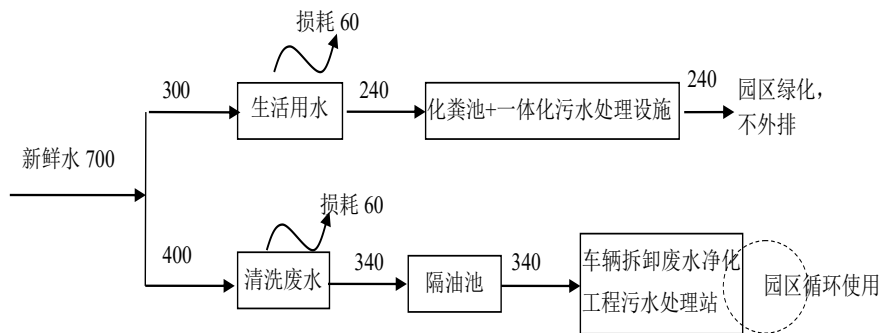 损耗 60
300
生活用水
240
化粪池+一体化污水处理设施
240
园区绿化，
不外排
新鲜水 700
损耗 60
400
清洗废水
340
隔油池
340
车辆拆卸废水净化
工程污水处理站
园区循环使用